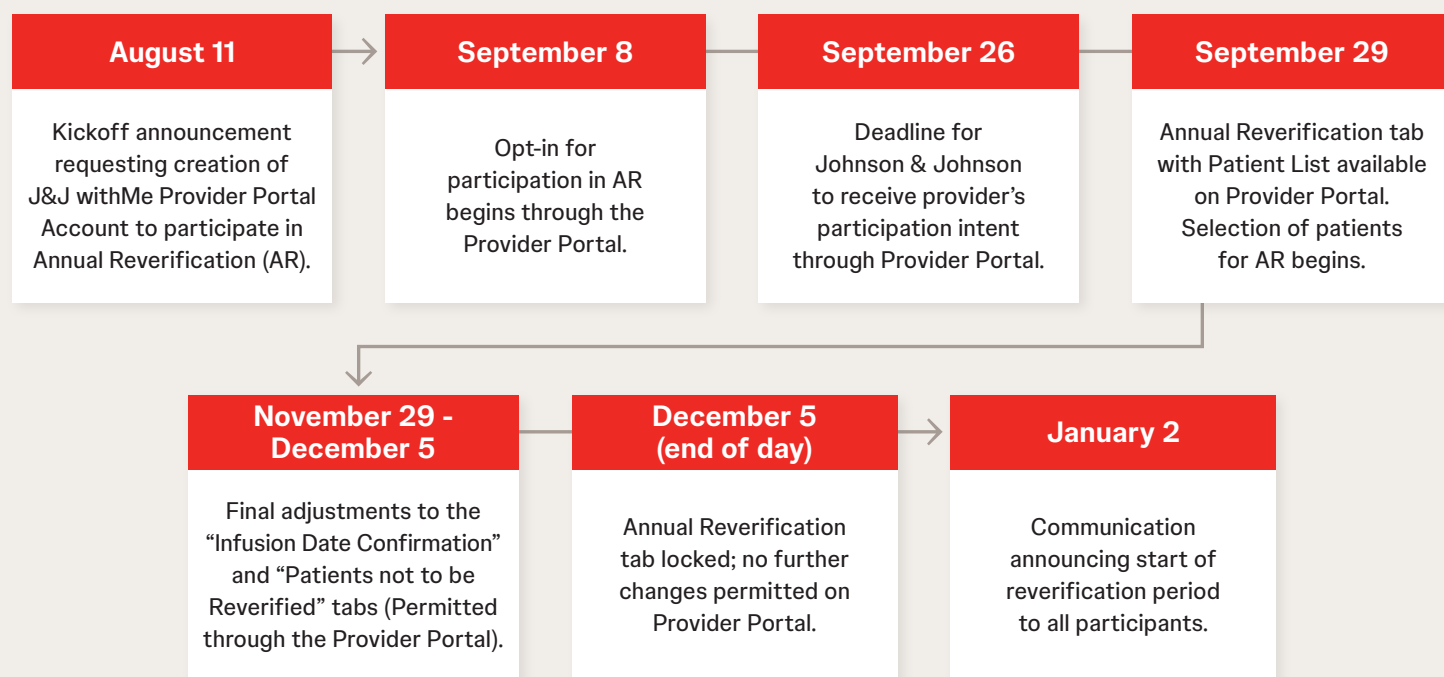 August 11
Kickoff announcement
requesting creation of
J&J withMe Provider Portal
Account to participate in
Annual Reverification (AR).
September 8
Opt-in for
participation in AR
begins through the
Provider Portal.
September 26
Deadline for
Johnson & Johnson
to receive provider’s
participation intent
through Provider Portal.
September 29
Annual Reverification tab
with Patient List available
on Provider Portal.
Selection of patients
for AR begins.
November 29 -
December 5
Final adjustments to the
“Infusion Date Confirmation”
and “Patients not to be
Reverified” tabs (Permitted
through the Provider Portal).
December 5
(end of day)
Annual Reverification
tab locked; no further
changes permitted on
Provider Portal.
January 2
Communication
announcing start of
reverification period
to all participants.